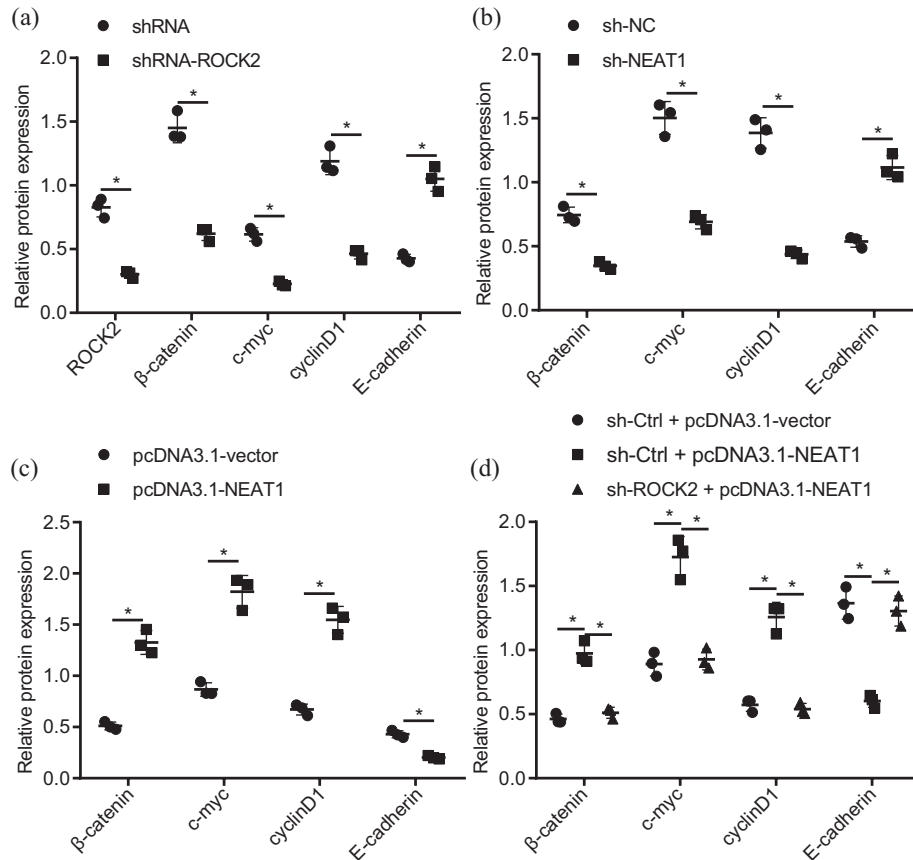 (a)
shRNA
shRNA-ROCK2
Relative protein expression
2.0
1.5
1.0
0.5
0.0
*
*
*
*
*
ROCK2
β-catenin
c-myc
cyclinD1
E-cadherin
(b)
sh-NC
sh-NEAT1
Relative protein expression
2.0
1.5
1.0
0.5
0.0
*
*
*
*
β-catenin
c-myc
cyclinD1
E-cadherin
(c)
pcDNA3.1-vector
pcDNA3.1-NEAT1
Relative protein expression
2.5
2.0
1.5
1.0
0.5
0.0
*
*
*
*
β-catenin
c-myc
cyclinD1
E-cadherin
(d)
sh-Ctrl + pcDNA3.1-vector
sh-Ctrl + pcDNA3.1-NEAT1
sh-ROCK2 + pcDNA3.1-NEAT1
Relative protein expression
2.0
1.5
1.0
0.5
0.0
* *
* *
* *
* *
β-catenin
c-myc
cyclinD1
E-cadherin